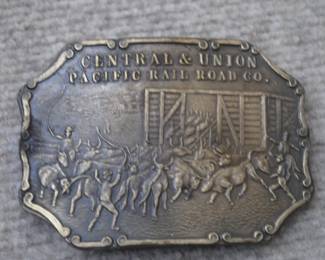 CENTRAL & UNION
PACIFIC RAIL ROAD CO.